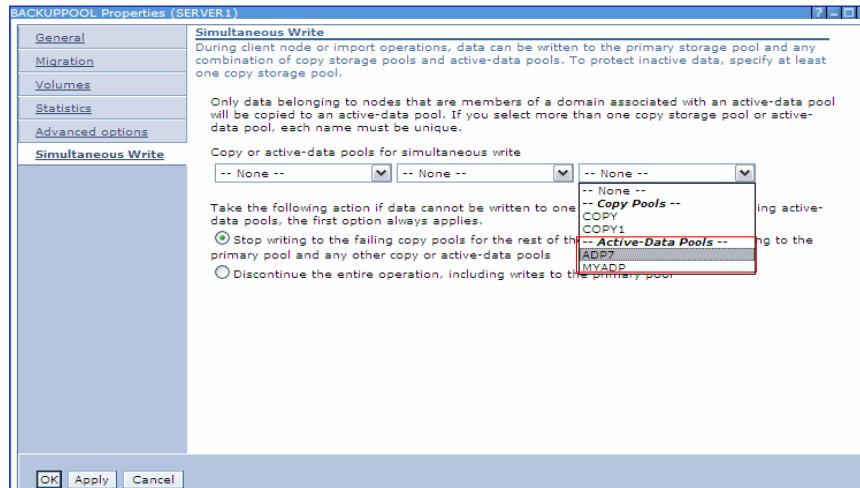 BACKUPPOOL Properties (SERVER1)
General
Migration
Volumes
Statistics
Advanced options
Simultaneous Write
Simultaneous Write
During client node or import operations, data can be written to the primary storage pool and any
combination of copy storage pools and active-data pools. To protect inactive data, specify at least
one copy storage pool.
Only data belonging to nodes that are members of a domain associated with an active-data pool
will be copied to an active-data pool. If you select more than one copy storage pool or active-
data pool, each name must be unique.
Copy or active-data pools for simultaneous write
-- None -- -- None -- -- None --
-- None --
-- Copy Pools --
COPY
COPY1
-- Active-Data Pools --
ADP7
MYADP
Take the following action if data cannot be written to one ing active-
data pools, the first option always applies.
Stop writing to the failing copy pools for the rest of th ng to the
primary pool and any other copy or active-data pools
Discontinue the entire operation, including writes to the primary pool
OK Apply Cancel